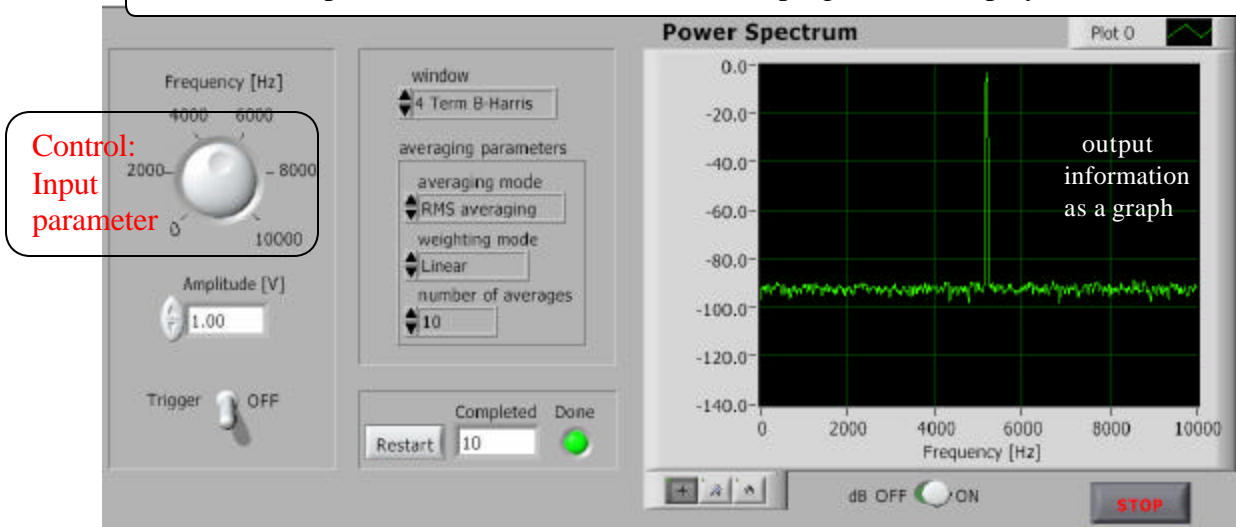 Power Spectrum
Plot 0
Frequency [Hz]
4000 6000
2000 8000
0 10000
Control:
Input
parameter
Amplitude [V]
1.00
Trigger OFF
window
4 Term B-Harris
averaging parameters
averaging mode
RMS averaging
weighting mode
Linear
number of averages
10
Completed Done
Restart 10
0.0
-20.0
-40.0
-60.0
-80.0
-100.0
-120.0
-140.0
output
information
as a graph
0 2000 4000 6000 8000 10000
Frequency [Hz]
dB OFF ON
STOP